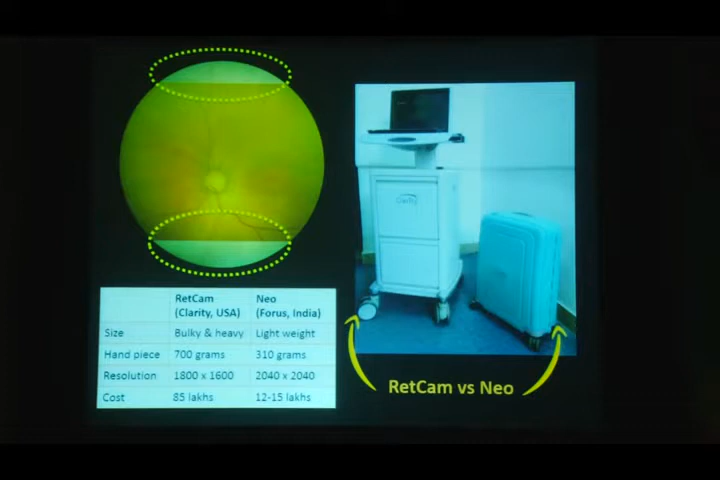 RetCam Neo
(Clarity, USA) (Forus, India)
Size Bulky & heavy Light weight
Hand piece 700 grams 310 grams
Resolution 1800 x 1600 2040 x 2040
Cost 85 lakhs 12-15 lakhs
Clarity
RetCam vs Neo